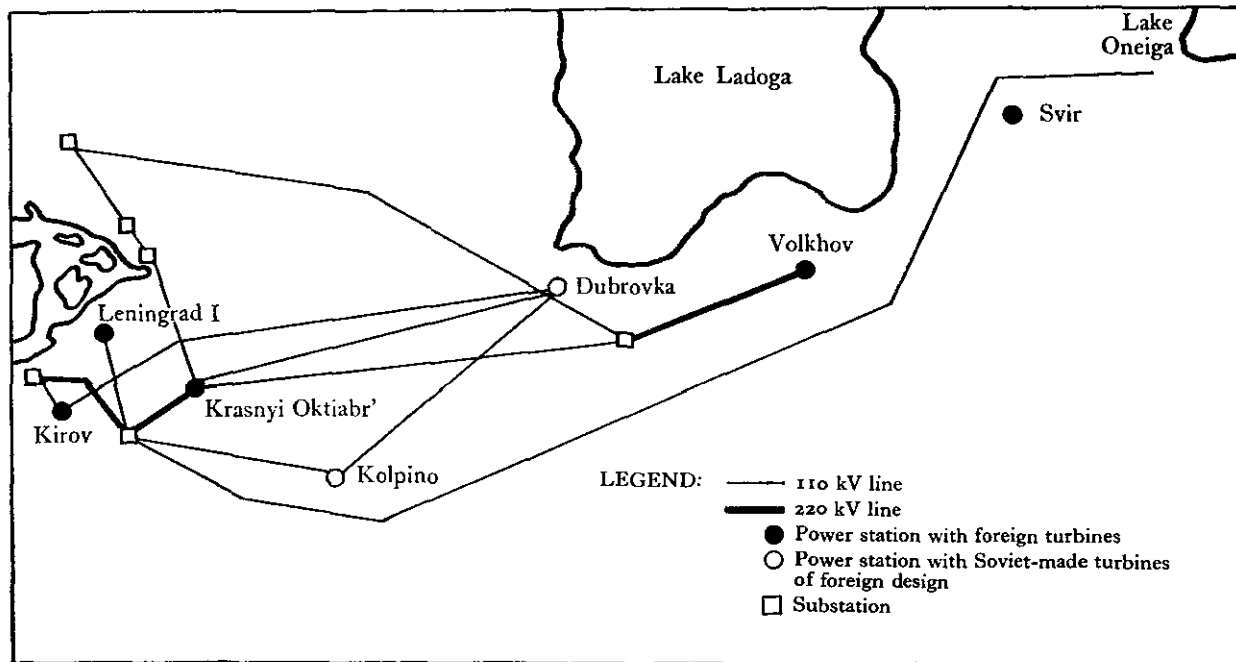 Lake
Oneiga
Lake Ladoga
Svir
Volkhov
Dubrovka
Leningrad I
Krasnyi Oktiabr'
Kirov
Kolpino
LEGEND:
110 kV line
220 kV line
Power station with foreign turbines
Power station with Soviet-made turbines
of foreign design
Substation